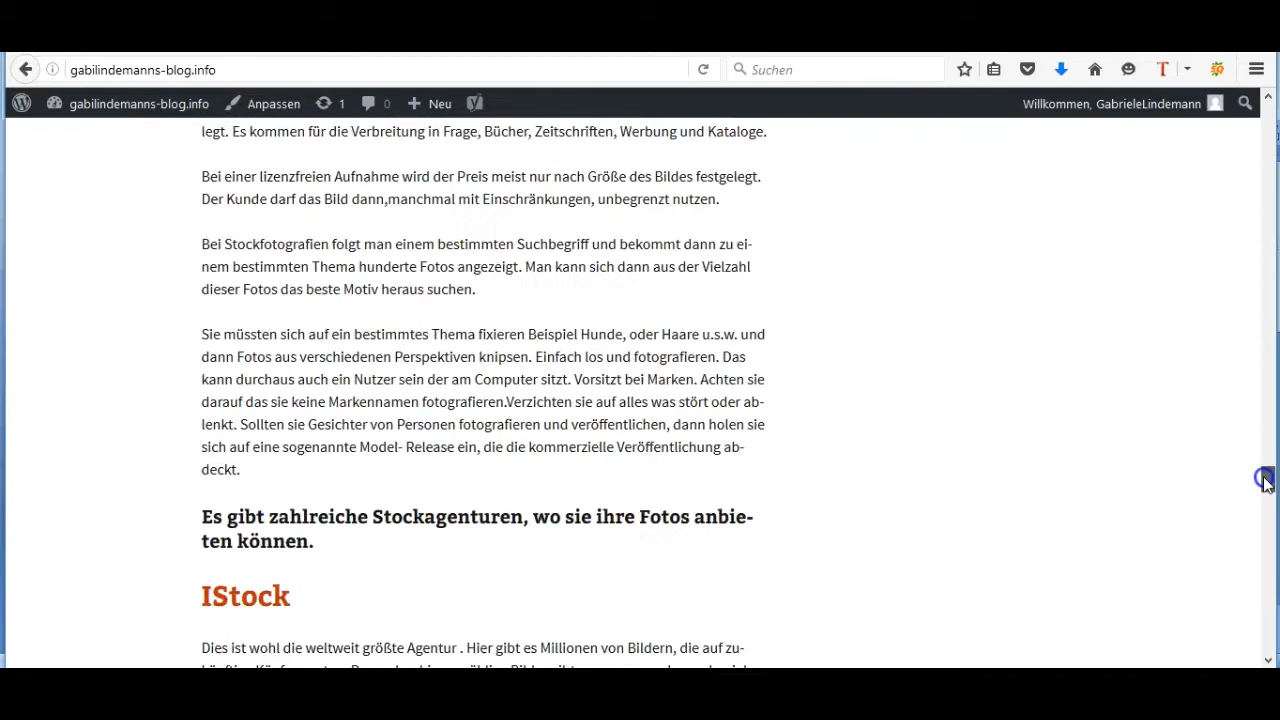 gabilindemanns-blog.info
Suchen
gabilindemanns-blog.info Anpassen 1 0 Neu Willkommen, GabrieleLindemann
legt. Es kommen für die Verbreitung in Frage, Bücher, Zeitschriften, Werbung und Kataloge.
Bei einer lizenzfreien Aufnahme wird der Preis meist nur nach Größe des Bildes festgelegt.
Der Kunde darf das Bild dann,manchmal mit Einschränkungen, unbegrenzt nutzen.
Bei Stockfotografien folgt man einem bestimmten Suchbegriff und bekommt dann zu ei-
nem bestimmten Thema hunderte Fotos angezeigt. Man kann sich dann aus der Vielzahl
dieser Fotos das beste Motiv heraus suchen.
Sie müssten sich auf ein bestimmtes Thema fixieren Beispiel Hunde, oder Haare u.s.w. und
dann Fotos aus verschiedenen Perspektiven knipsen. Einfach los und fotografieren. Das
kann durchaus auch ein Nutzer sein der am Computer sitzt. Vorsitzt bei Marken. Achten sie
darauf das sie keine Markennamen fotografieren.Verzichten sie auf alles was stört oder ab-
lenkt. Sollten sie Gesichter von Personen fotografieren und veröffentlichen, dann holen sie
sich auf eine sogenannte Model- Release ein, die die kommerzielle Veröffentlichung ab-
deckt.
Es gibt zahlreiche Stockagenturen, wo sie ihre Fotos anbie-
ten können.
IStock
Dies ist wohl die weltweit größte Agentur . Hier gibt es Millionen von Bildern, die auf zu-